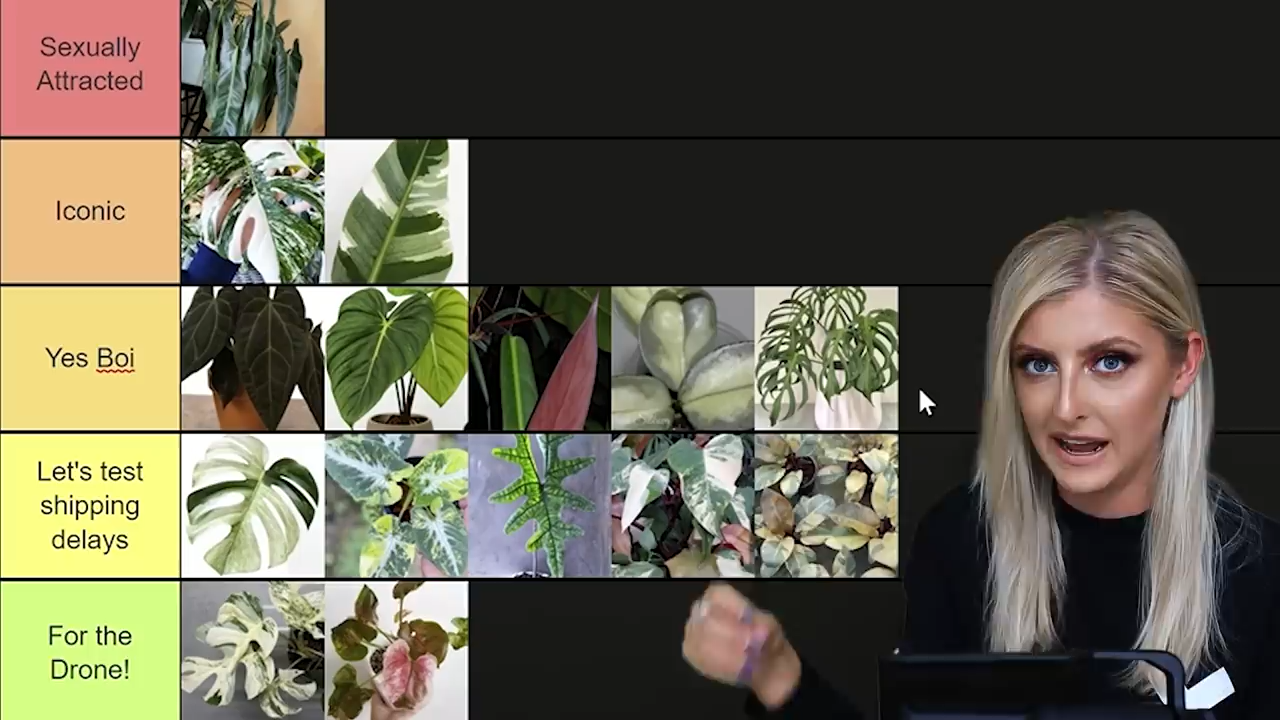 Sexually
Attracted
Iconic
Yes Boi
Let's test
shipping
delays
For the
Drone!